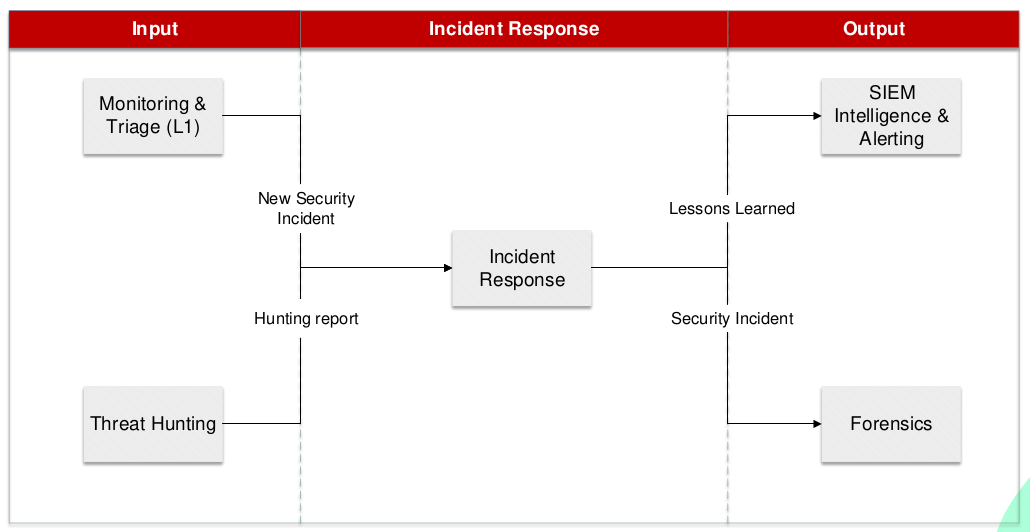 Input
Incident Response
Output
Monitoring &
Triage (L1)
SIEM
Intelligence &
Alerting
New Security
Incident
Lessons Learned
Incident
Response
Hunting report
Security Incident
Threat Hunting
Forensics